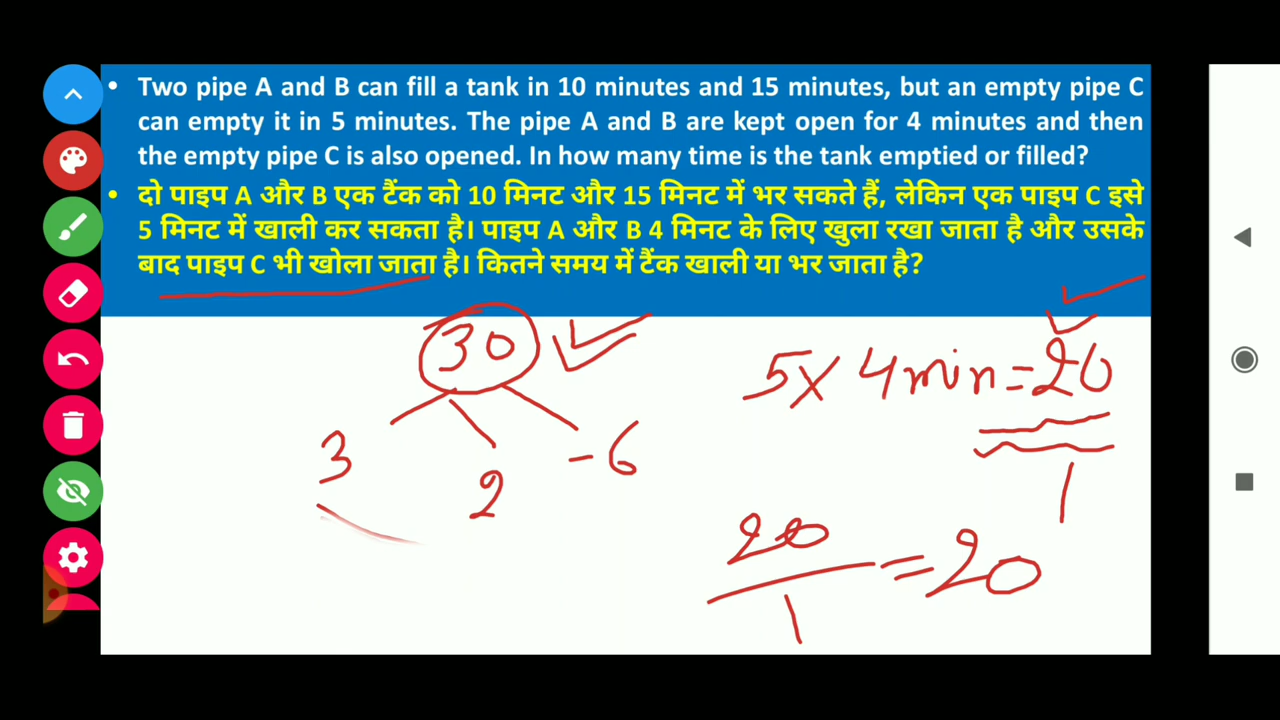 • Two pipe A and B can fill a tank in 10 minutes and 15 minutes, but an empty pipe C
can empty it in 5 minutes. The pipe A and B are kept open for 4 minutes and then
the empty pipe C is also opened. In how many time is the tank emptied or filled?
• दो पाइप A और B एक टैंक को 10 मिनट और 15 मिनट में भर सकते हैं, लेकिन एक पाइप C इसे
5 मिनट में खाली कर सकता है। पाइप A और B 4 मिनट के लिए खुला रखा जाता है और उसके
बाद पाइप C भी खोला जाता है। कितने समय में टैंक खाली या भर जाता है?
30
3 2 -6
5 x 4 min = 20
1
20/1 = 20